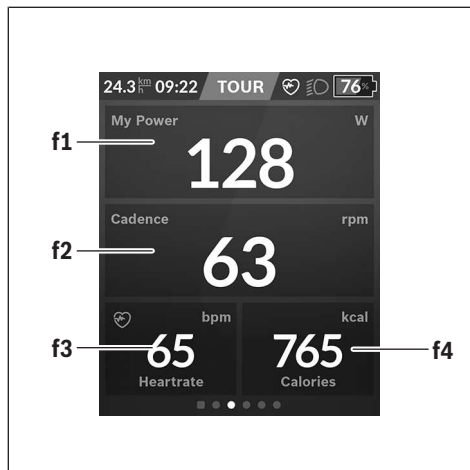 24.3 km/h 09:22 TOUR 76%
My Power W
f1 128
Cadence rpm
f2 63
bpm kcal
f3 65 765 f4
Heartrate Calories